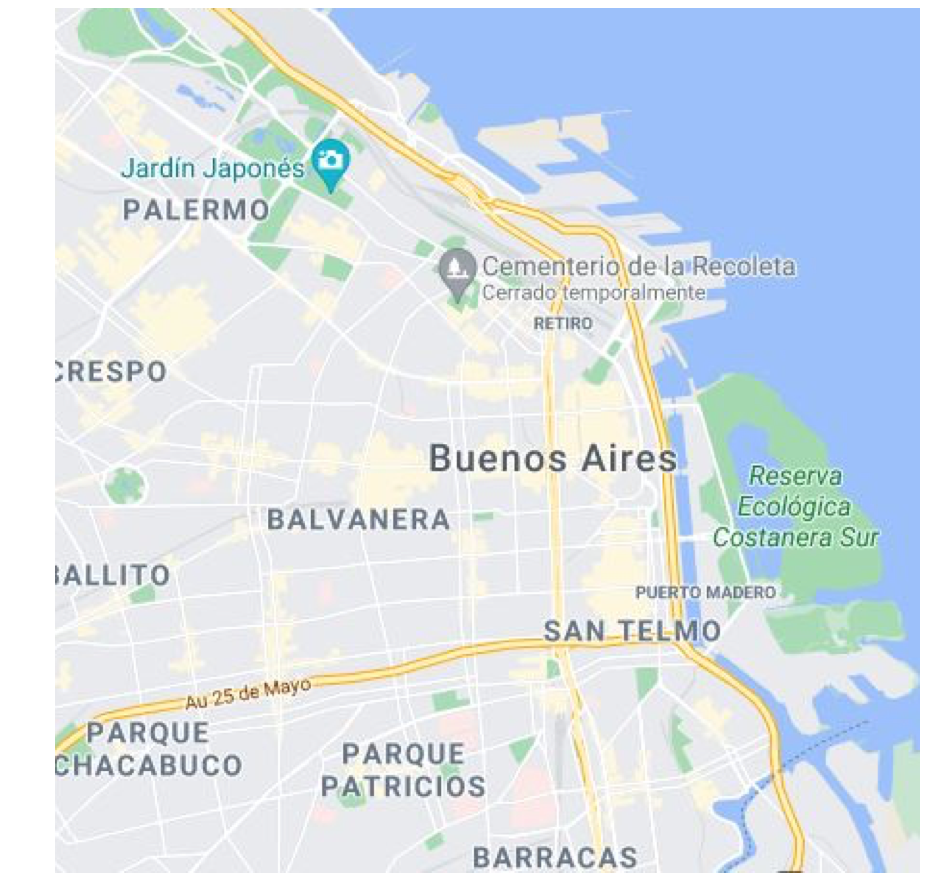 Jardín Japonés
PALERMO
Cementerio de la Recoleta
Cerrado temporalmente
RETIRO
CRESPO
Buenos Aires
Reserva
Ecológica
Costanera Sur
BALVANERA
BALLITO
PUERTO MADERO
SAN TELMO
Au 25 de Mayo
PARQUE
CHACABUCO
PARQUE
PATRICIOS
BARRACAS